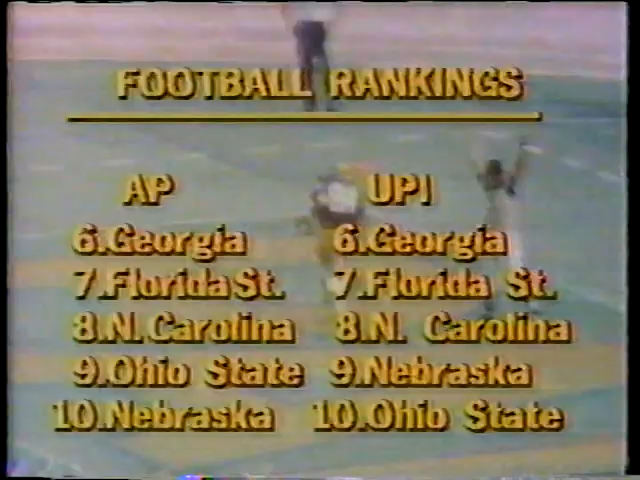 FOOTBALL RANKINGS
AP UPI
6.Georgia 6.Georgia
7.Florida St. 7.Florida St.
8.N. Carolina 8.N. Carolina
9.Ohio State 9.Nebraska
10.Nebraska 10.Ohio State